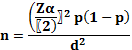 n = (Zα/〖2)〗² p(1 − p) / d²